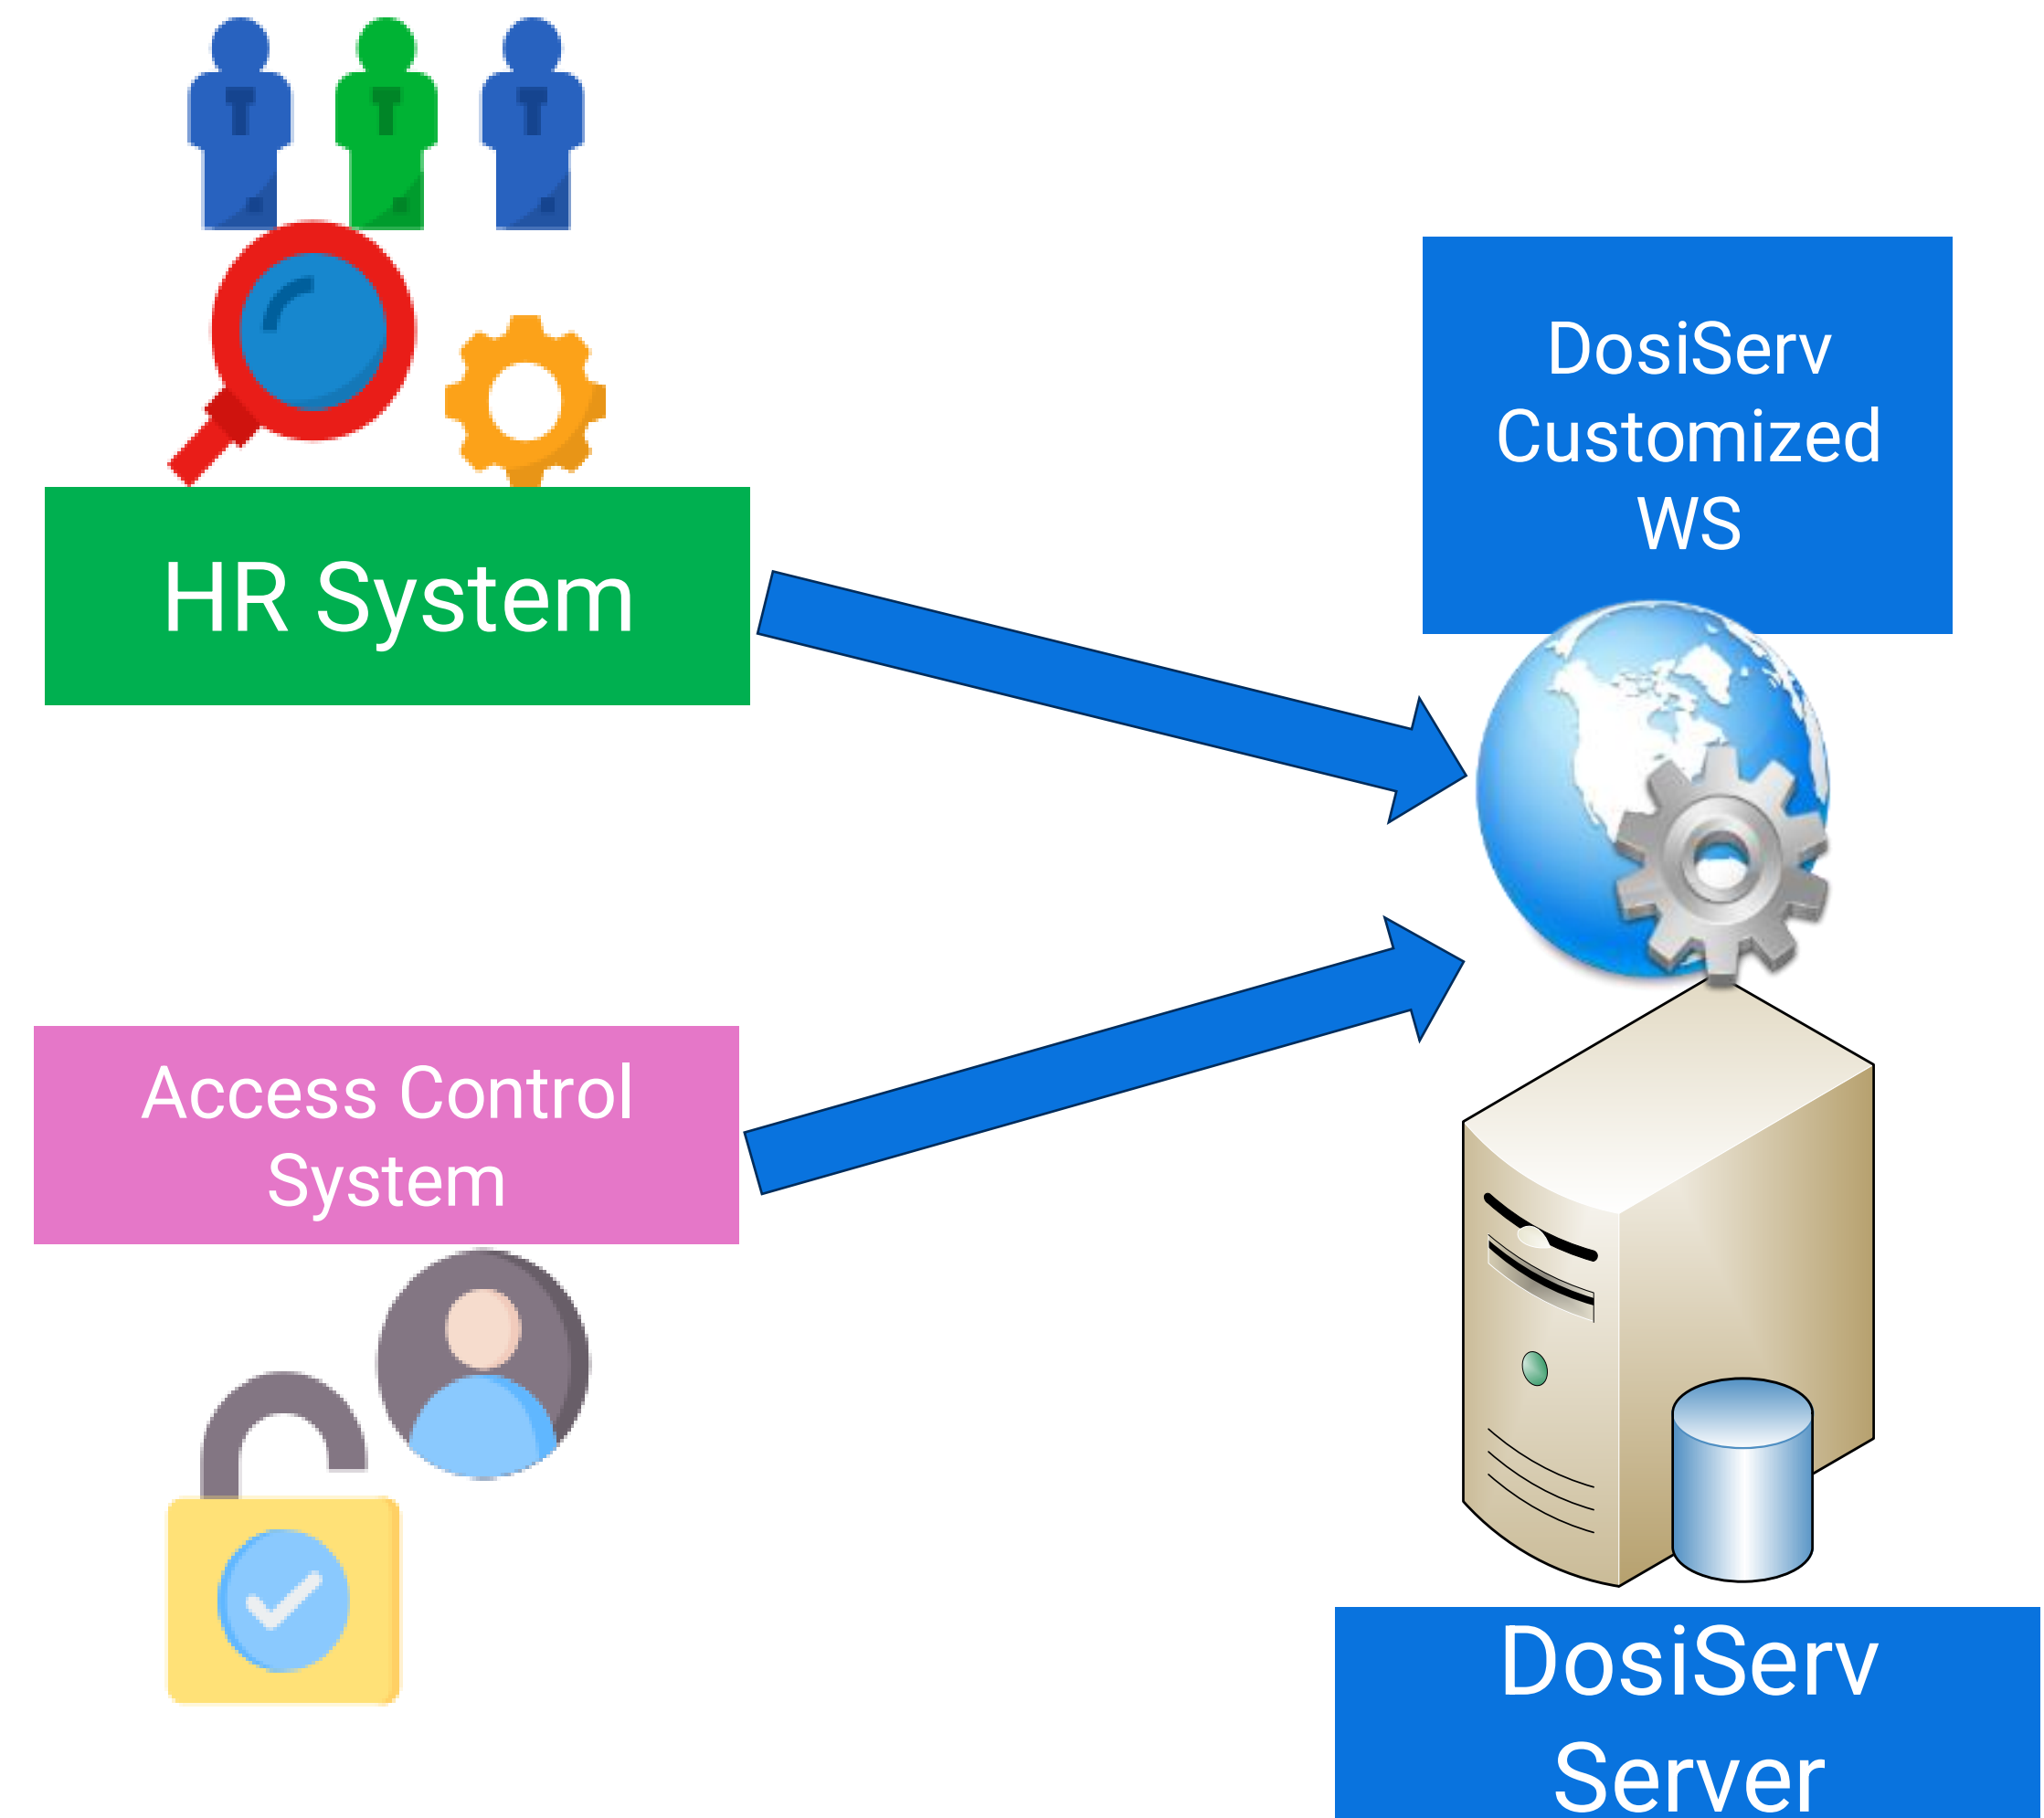 HR System
DosiServ
Customized
WS
Access Control
System
DosiServ
Server